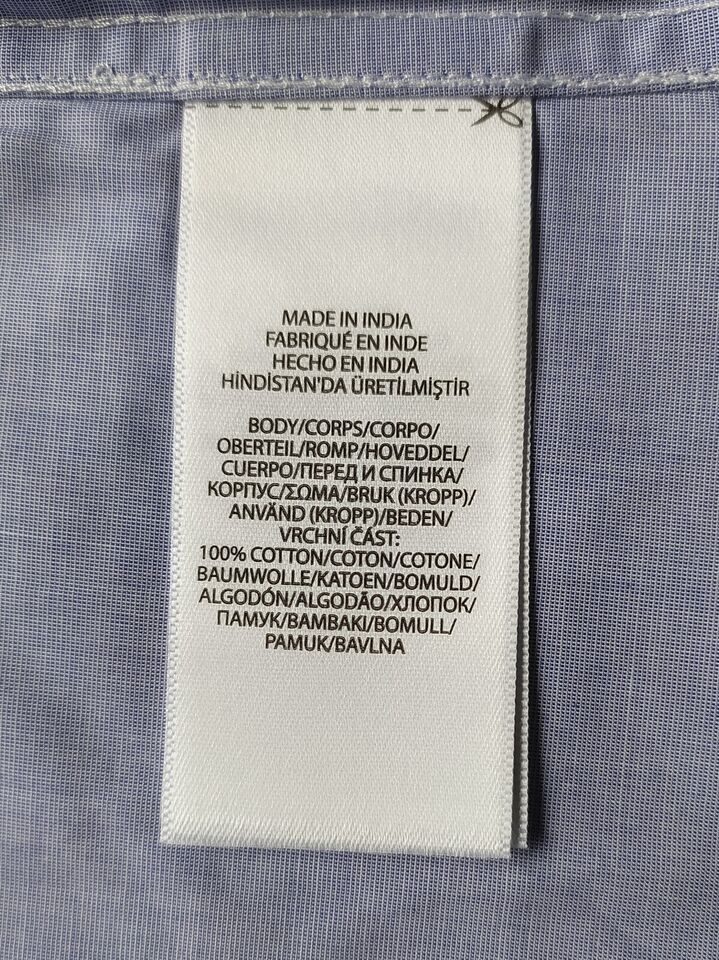 MADE IN INDIA
FABRIQUÉ EN INDE
HECHO EN INDIA
HİNDİSTAN'DA ÜRETİLMİŞTİR
BODY/CORPS/CORPO/
OBERTEIL/ROMP/HOVEDDEL/
CUERPO/ПЕРЕД И СПИНКА/
КОРПУС/ΣΩΜΑ/BRUK (KROPP)/
ANVÄND (KROPP)/BEDEN/
VRCHNÍ ČÁST:
100% COTTON/COTON/COTONE/
BAUMWOLLE/KATOEN/BOMULD/
ALGODÓN/ALGODÃO/ХЛОПОК/
ПАМУК/BAMBAKI/BOMULL/
PAMUK/BAVLNA